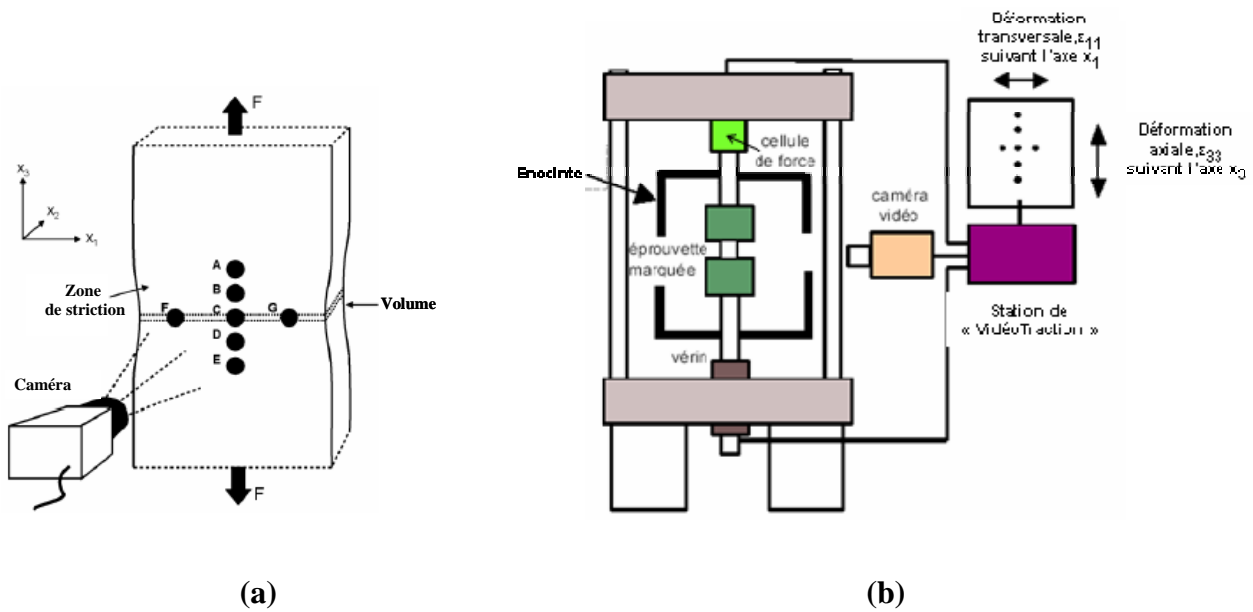 F
x3
x2
x1
A
B
F
C
G
D
E
Zone
de striction
Volume
Caméra
F
(a)
Déformation
transversale,ε11
suivant l'axe x1
Déformation
axiale,ε33
suivant l'axe x3
cellule
de force
Enceinte
caméra
vidéo
éprouvette
marquée
Station de
« VidéoTraction »
vérin
(b)